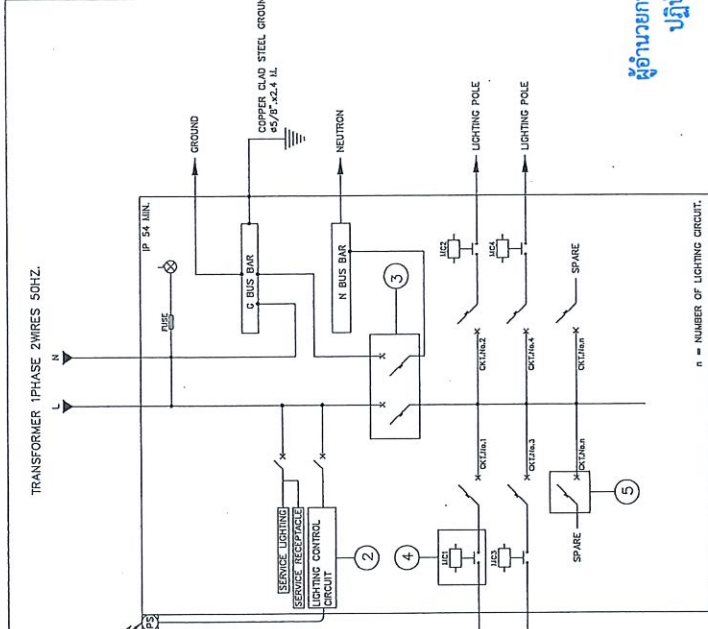 TRANSFORMER 1PHASE 2WIRES 50HZ.
L
N
IP 54 MIN.
FUSE
GROUND
COPPER CLAD STEEL
ø5/8".x2.4 M.
G BUS BAR
NEUTRON
N BUS BAR
3
SERVICE LIGHTING
SERVICE RECEPTACLE
LIGHTING CONTROL
CIRCUIT
2
4
MC1
CKT.No.1
CKT.No.2
MC2
LIGHTING POLE
MC3
CKT.No.3
CKT.No.4
MC4
LIGHTING POLE
SPARE
CKT.No.n
CKT.No.n
SPARE
5
PS
n = NUMBER OF LIGHTING CIRCUIT.